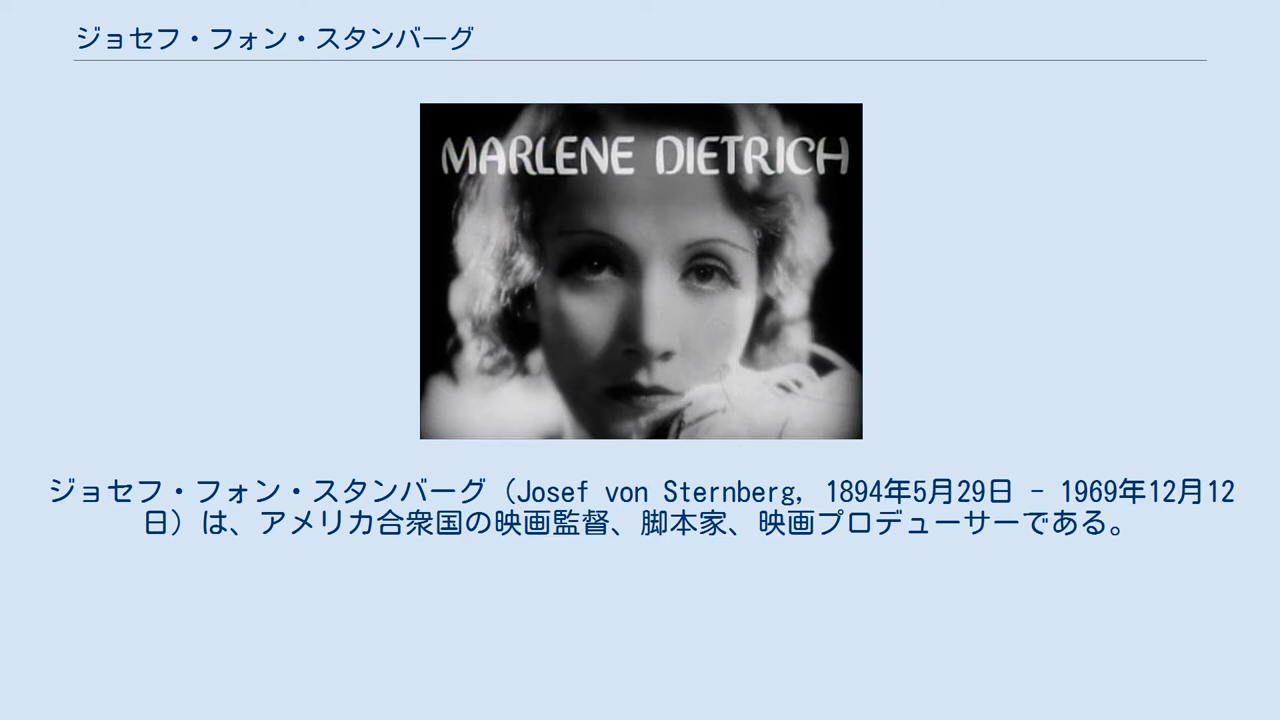 ジョセフ・フォン・スタンバーグ
MARLENE DIETRICH
ジョセフ・フォン・スタンバーグ（Josef von Sternberg, 1894年5月29日 - 1969年12月12
日）は、アメリカ合衆国の映画監督、脚本家、映画プロデューサーである。